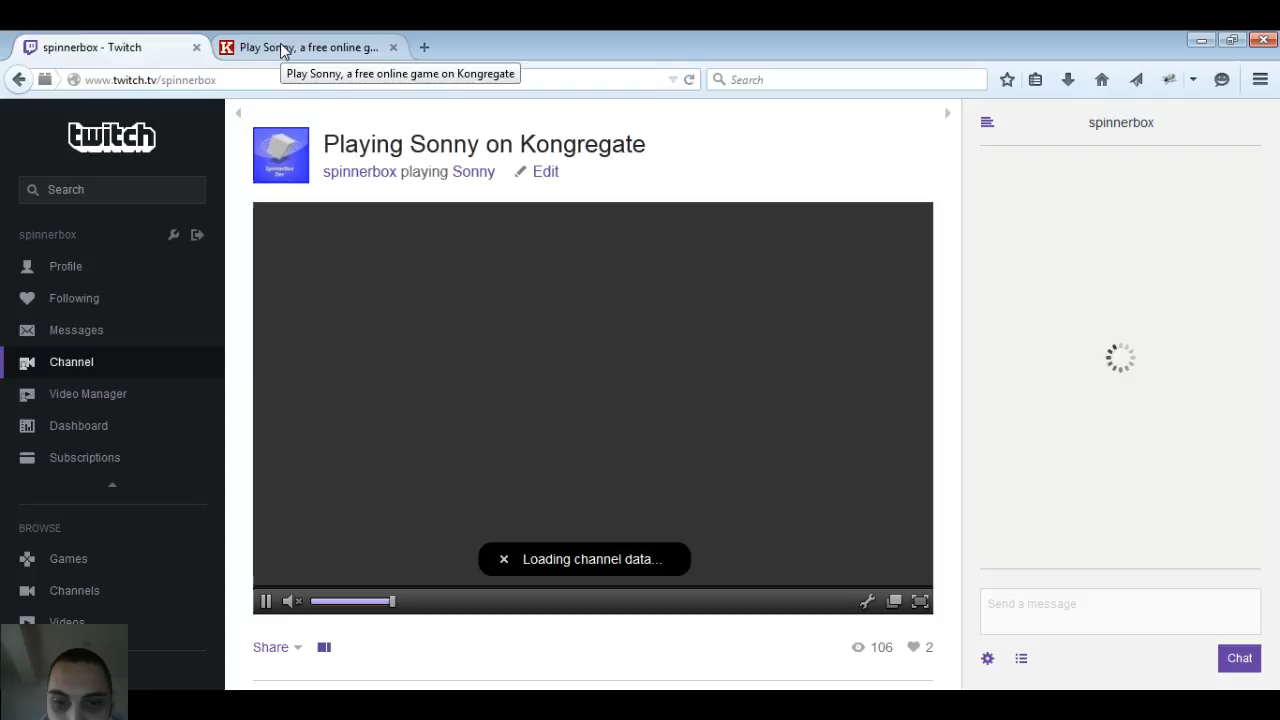 spinnerbox - Twitch
Play Sonny, a free online g...
Play Sonny, a free online game on Kongregate
www.twitch.tv/spinnerbox
Search
twitch
Search
spinnerbox
Profile
Following
Messages
Channel
Video Manager
Dashboard
Subscriptions
BROWSE
Games
Channels
Videos
Playing Sonny on Kongregate
spinnerbox playing Sonny
Edit
Loading channel data...
Share
106
2
spinnerbox
Send a message
Chat